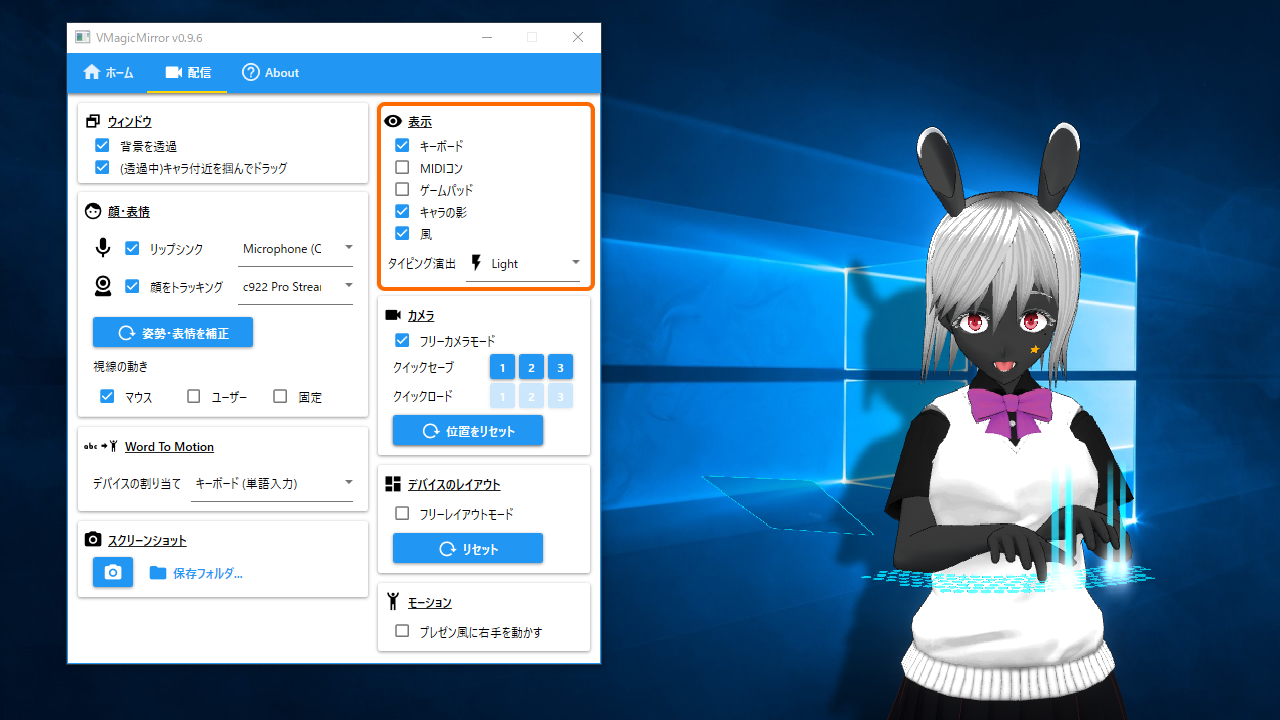 VMagicMirror v0.9.6
ホーム
配信
About
ウィンドウ
背景を透過
(透過中)キャラ付近を掴んでドラッグ
顔・表情
リップシンク
Microphone (C
顔をトラッキング
c922 Pro Strea
姿勢・表情を補正
視線の動き
マウス
ユーザー
固定
abc
Word To Motion
デバイスの割り当て
キーボード (単語入力)
スクリーンショット
保存フォルダ...
表示
キーボード
MIDIコン
ゲームパッド
キャラの影
風
タイピング演出
Light
カメラ
フリーカメラモード
クイックセーブ
1 2 3
クイックロード
1 2 3
位置をリセット
デバイスのレイアウト
フリーレイアウトモード
リセット
モーション
プレゼン風に右手を動かす